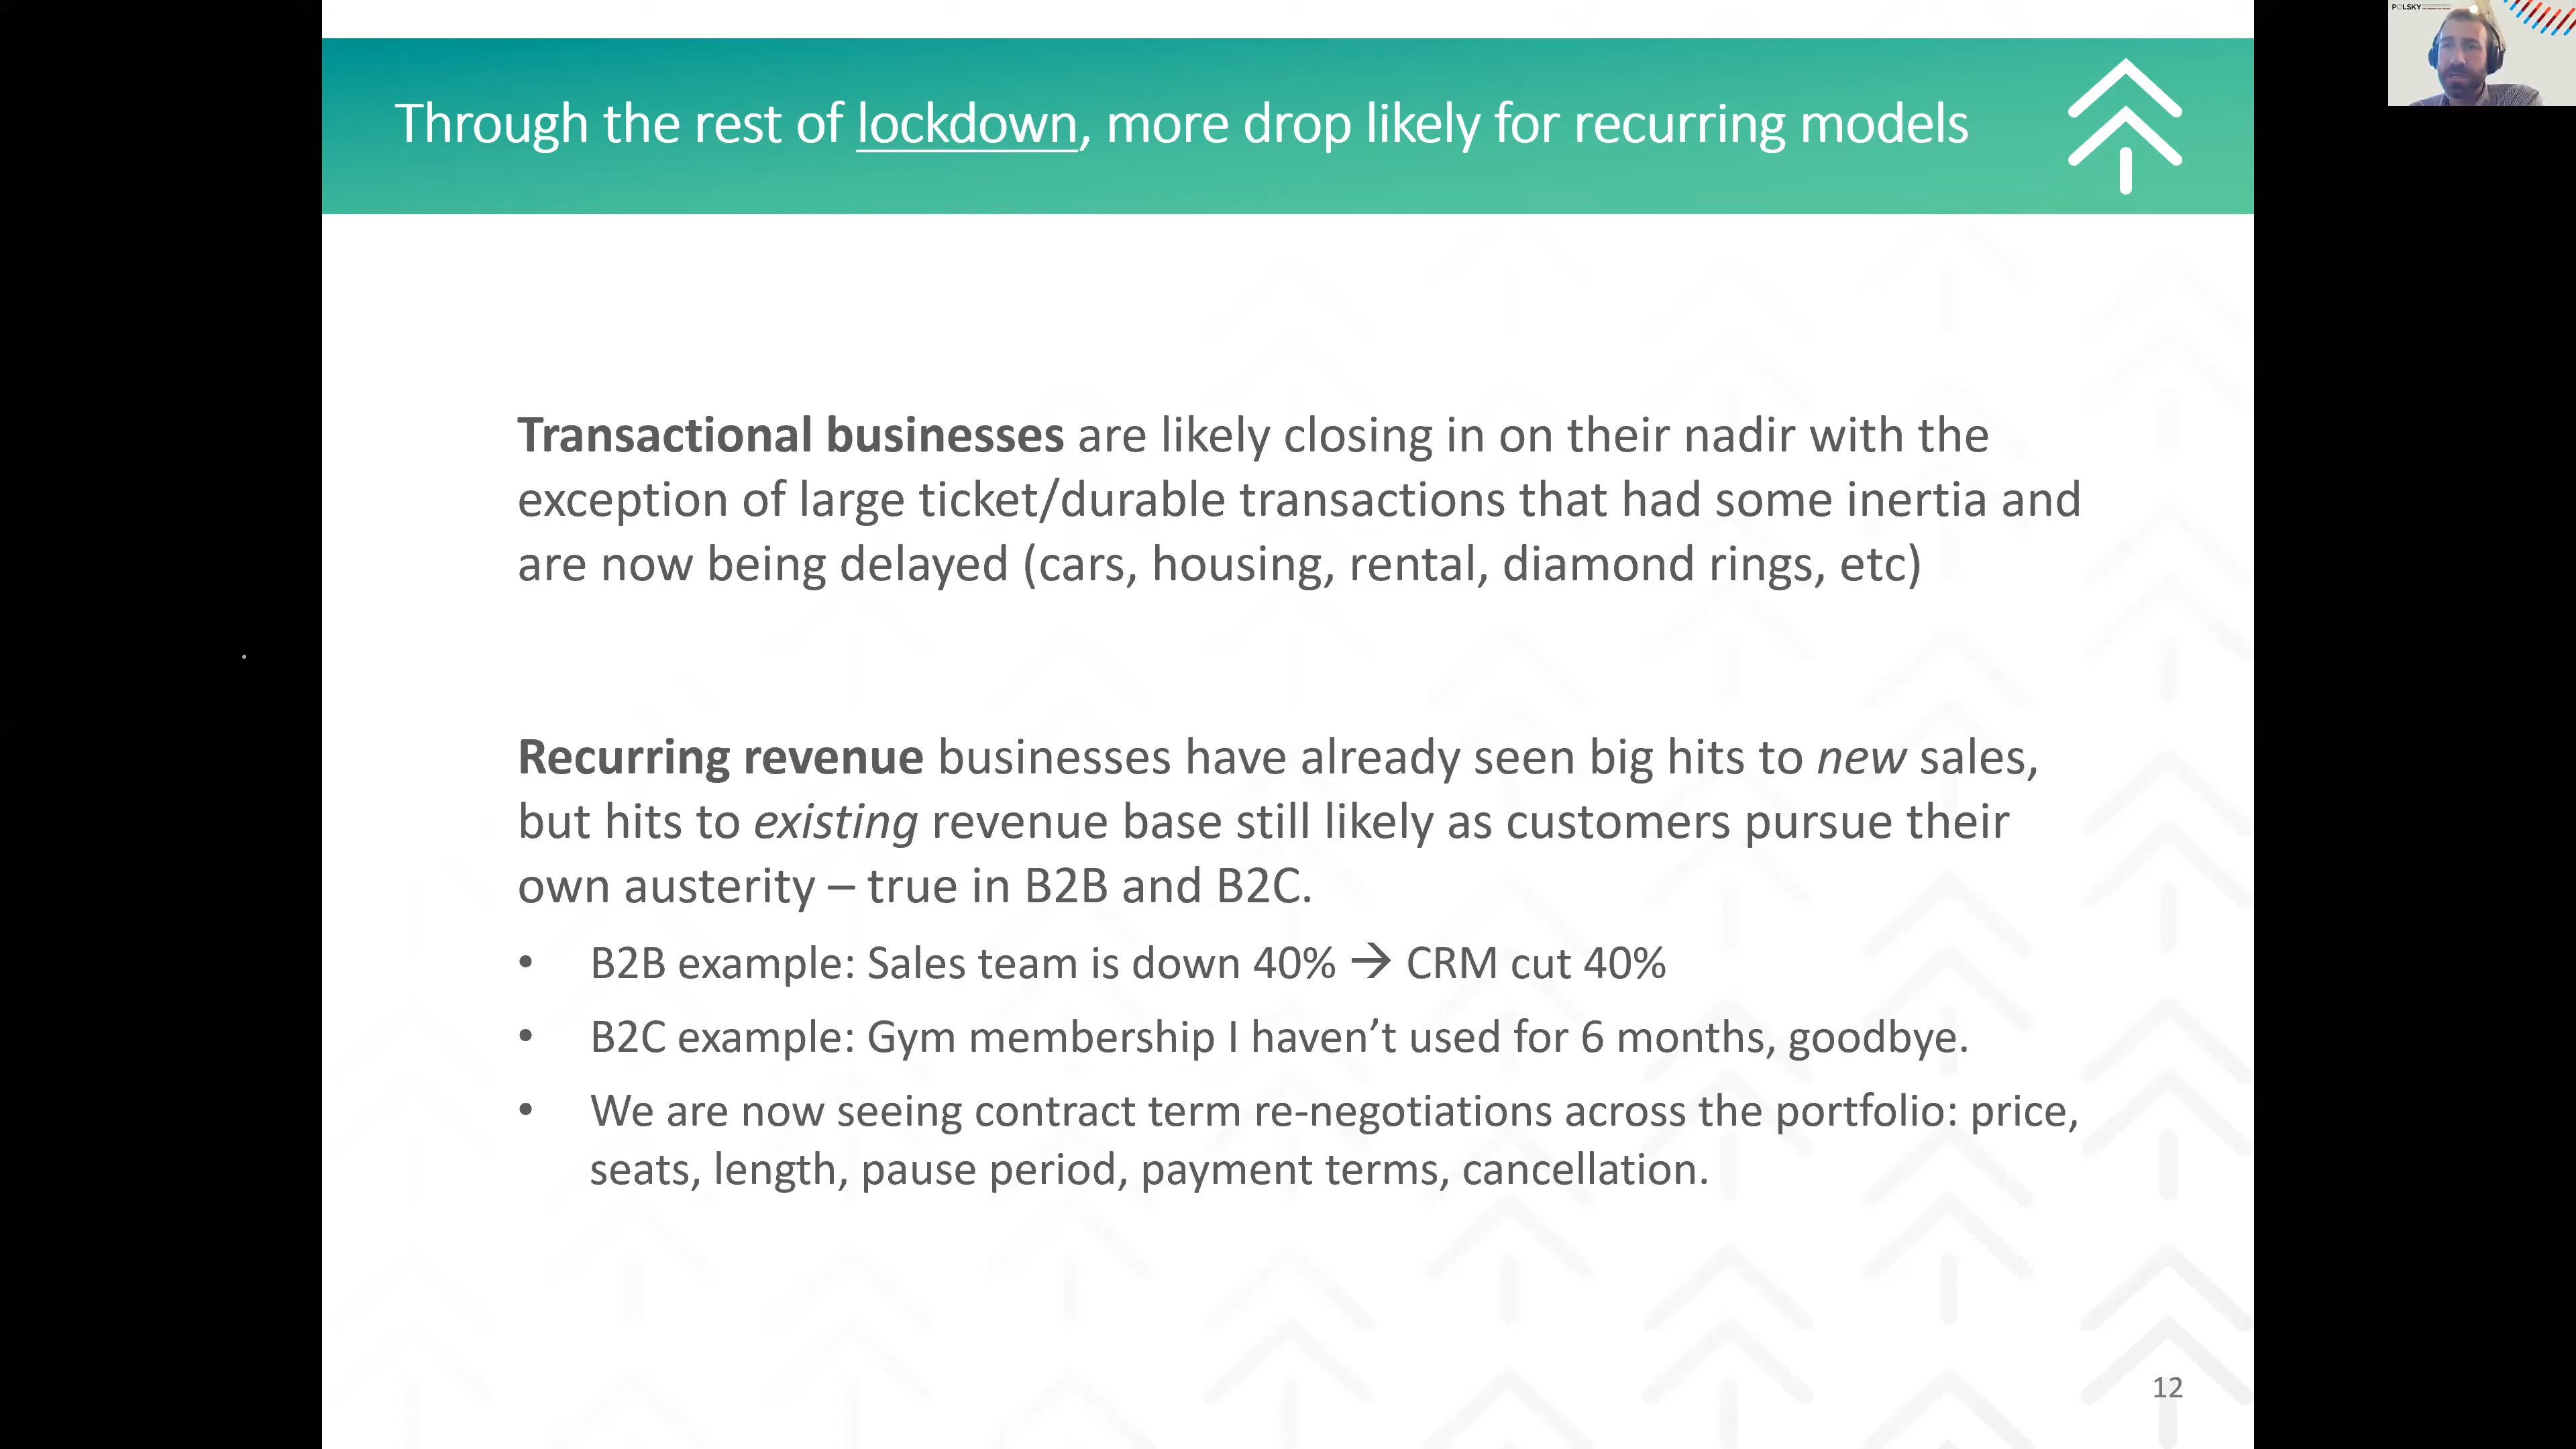 Through the rest of lockdown, more drop likely for recurring models
POLSKY
Transactional businesses are likely closing in on their nadir with the
exception of large ticket/durable transactions that had some inertia and
are now being delayed (cars, housing, rental, diamond rings, etc)
Recurring revenue businesses have already seen big hits to new sales,
but hits to existing revenue base still likely as customers pursue their
own austerity – true in B2B and B2C.
• B2B example: Sales team is down 40% → CRM cut 40%
• B2C example: Gym membership I haven’t used for 6 months, goodbye.
• We are now seeing contract term re-negotiations across the portfolio: price,
seats, length, pause period, payment terms, cancellation.
12